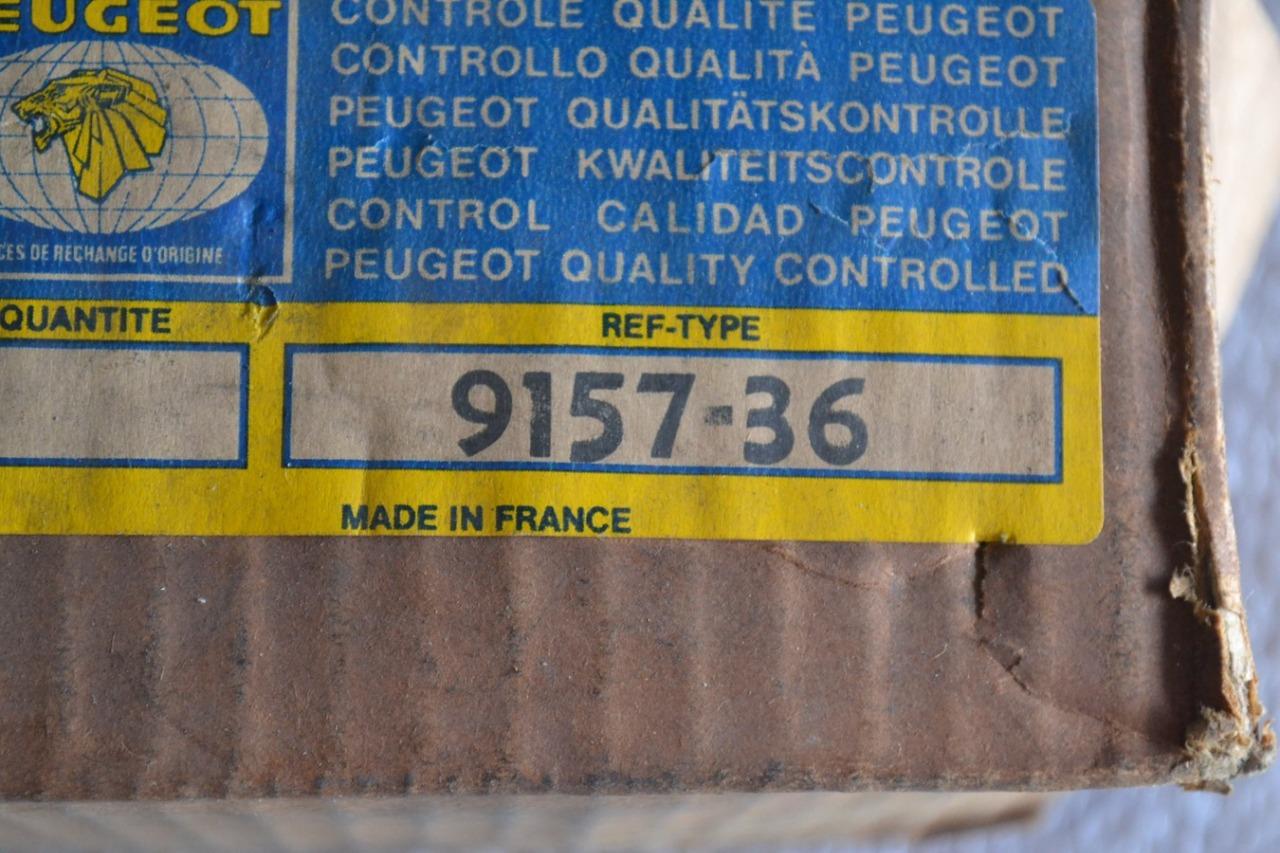 EUGEOT
CES DE RECHANGE D'ORIGINE
CONTROLE QUALITE PEUGEOT
CONTROLLO QUALITÀ PEUGEOT
PEUGEOT QUALITÄTSKONTROLLE
PEUGEOT KWALITEITSCONTROLE
CONTROL CALIDAD PEUGEOT
PEUGEOT QUALITY CONTROLLED
QUANTITE
REF-TYPE
9157-36
MADE IN FRANCE